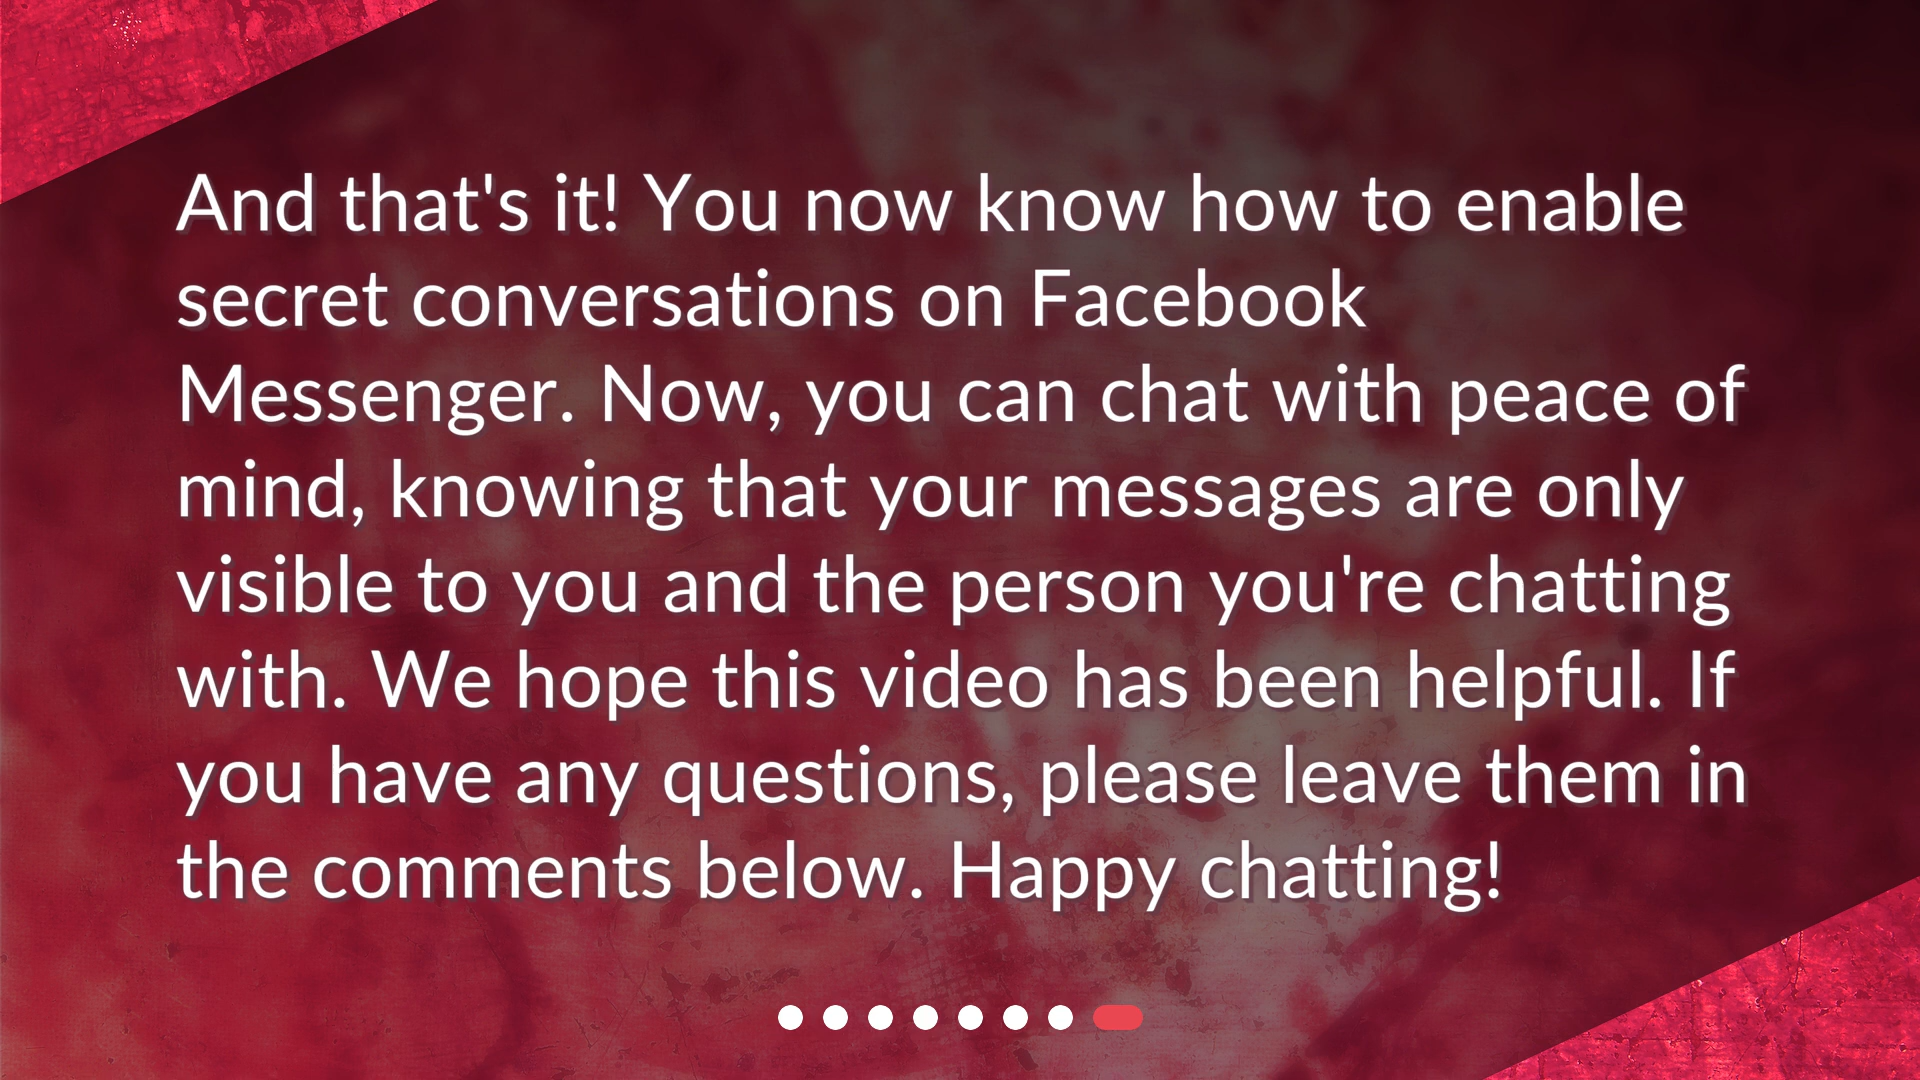 And that's it! You now know how to enable
secret conversations on Facebook
Messenger. Now, you can chat with peace of
mind, knowing that your messages are only
visible to you and the person you're chatting
with. We hope this video has been helpful. If
you have any questions, please leave them in
the comments below. Happy chatting!